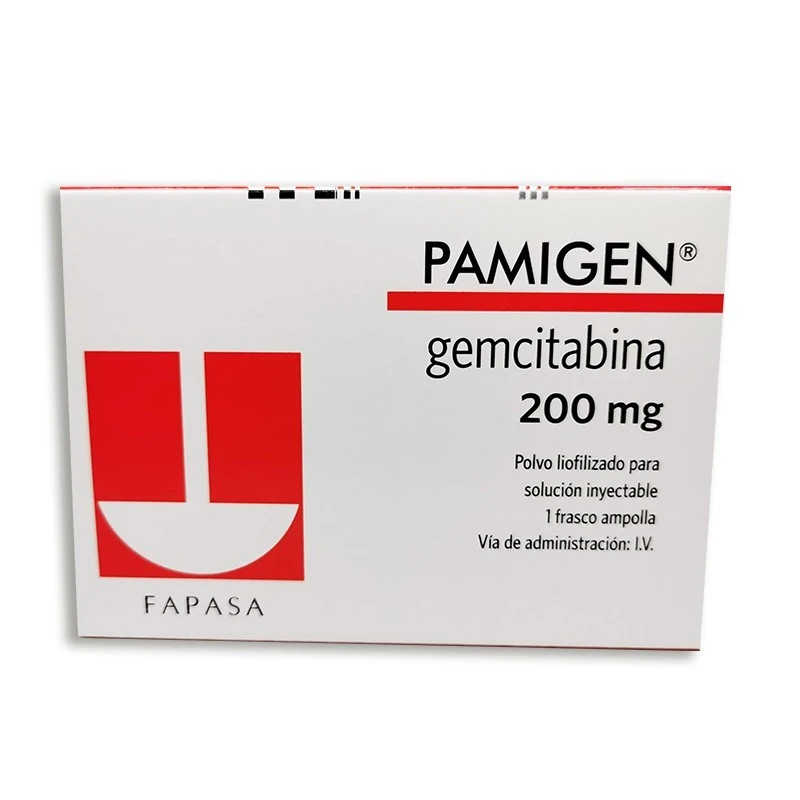 PAMIGEN®
gemcitabina
200 mg
Polvo liofilizado para
solución inyectable
1 frasco ampolla
Vía de administración: I.V.
FAPASA